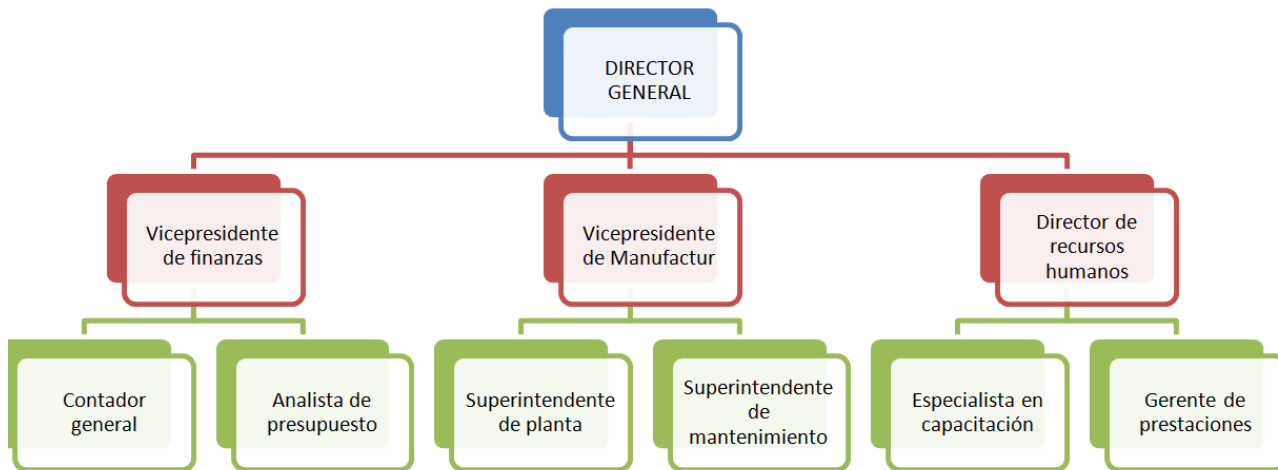 DIRECTOR
GENERAL
Vicepresidente
de finanzas
Vicepresidente
de Manufactur
Director de
recursos
humanos
Contador
general
Analista de
presupuesto
Superintendente
de planta
Superintendente
de
mantenimiento
Especialista en
capacitación
Gerente de
prestaciones